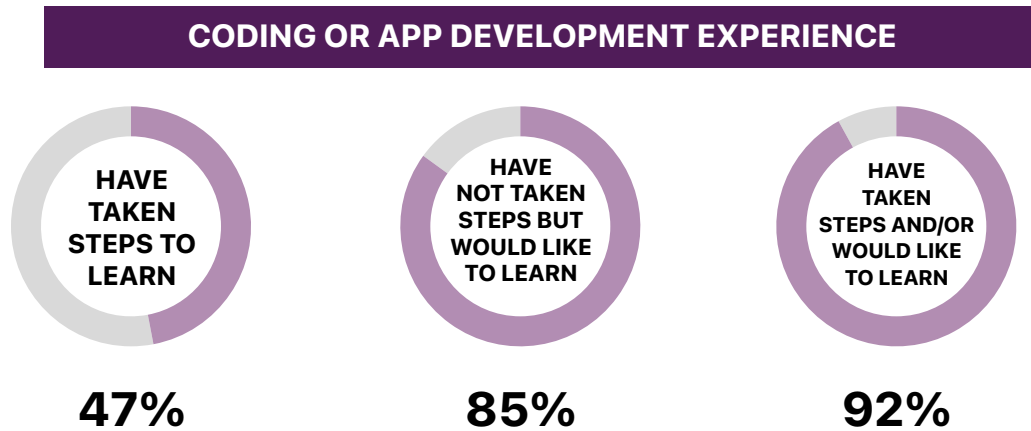 CODING OR APP DEVELOPMENT EXPERIENCE
HAVE
TAKEN
STEPS TO
LEARN
47%
HAVE
NOT TAKEN
STEPS BUT
WOULD LIKE
TO LEARN
85%
HAVE
TAKEN
STEPS AND/OR
WOULD LIKE
TO LEARN
92%